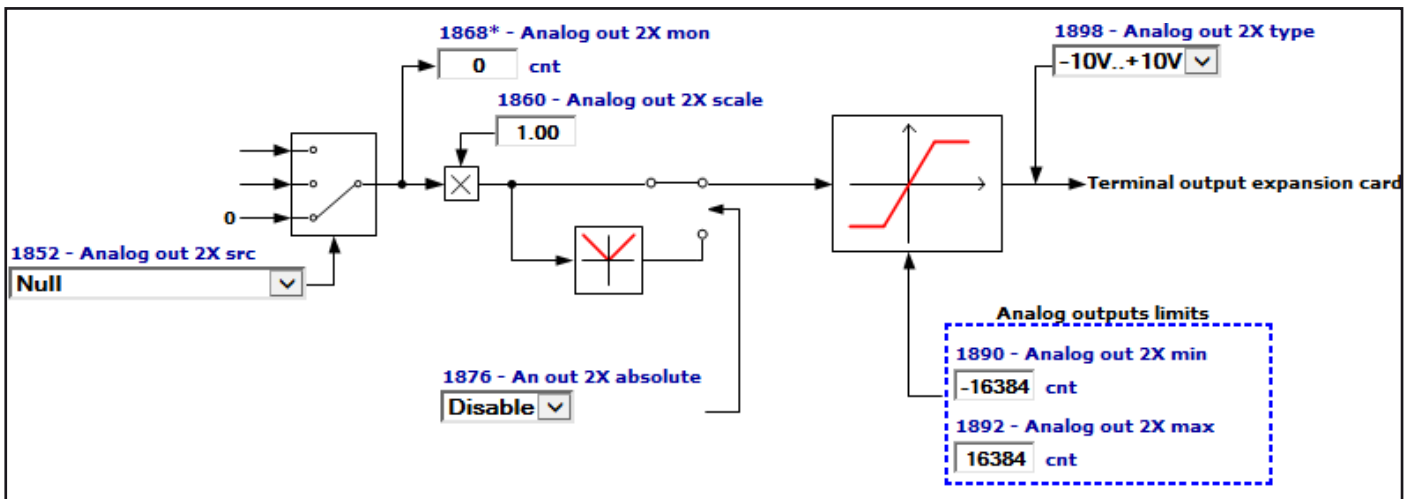 1868* - Analog out 2X mon
0 cnt
1898 - Analog out 2X type
-10V..+10V
1860 - Analog out 2X scale
1.00
0
Terminal output expansion card
1852 - Analog out 2X src
Null
Analog outputs limits
1890 - Analog out 2X min
-16384 cnt
1876 - An out 2X absolute
Disable
1892 - Analog out 2X max
16384 cnt